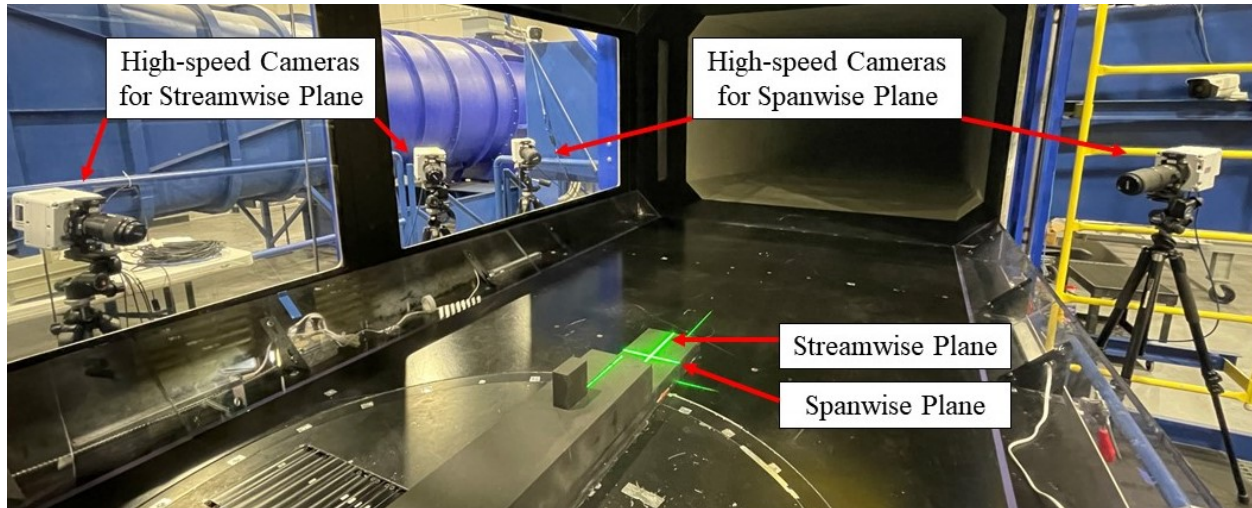 High-speed Cameras
for Streamwise Plane
High-speed Cameras
for Spanwise Plane
Streamwise Plane
Spanwise Plane